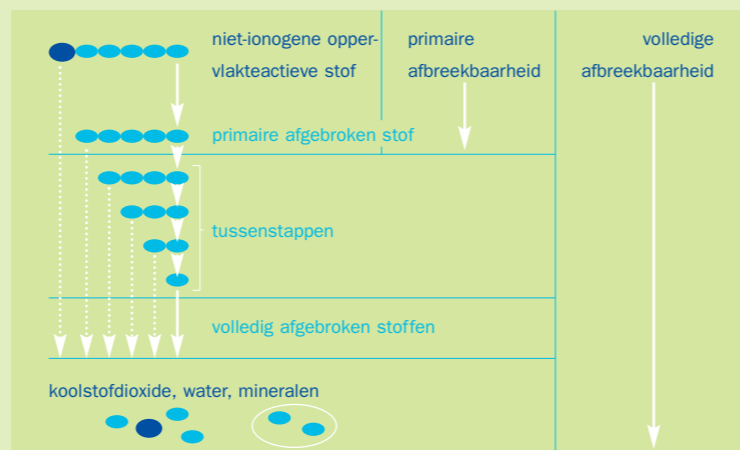 niet-ionogene opper-
vlakteactieve stof
primaire
afbreekbaarheid
volledige
afbreekbaarheid
primaire afgebroken stof
tussenstappen
volledig afgebroken stoffen
koolstofdioxide, water, mineralen